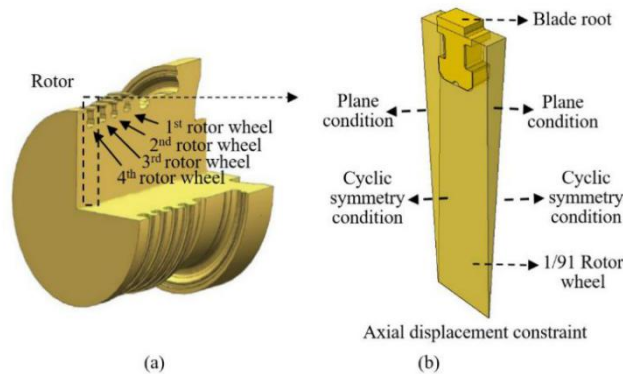 Rotor
1st rotor wheel
2nd rotor wheel
3rd rotor wheel
4th rotor wheel
(a)
Blade root
Plane
condition
Plane
condition
Cyclic
symmetry
condition
Cyclic
symmetry
condition
1/91 Rotor
wheel
Axial displacement constraint
(b)